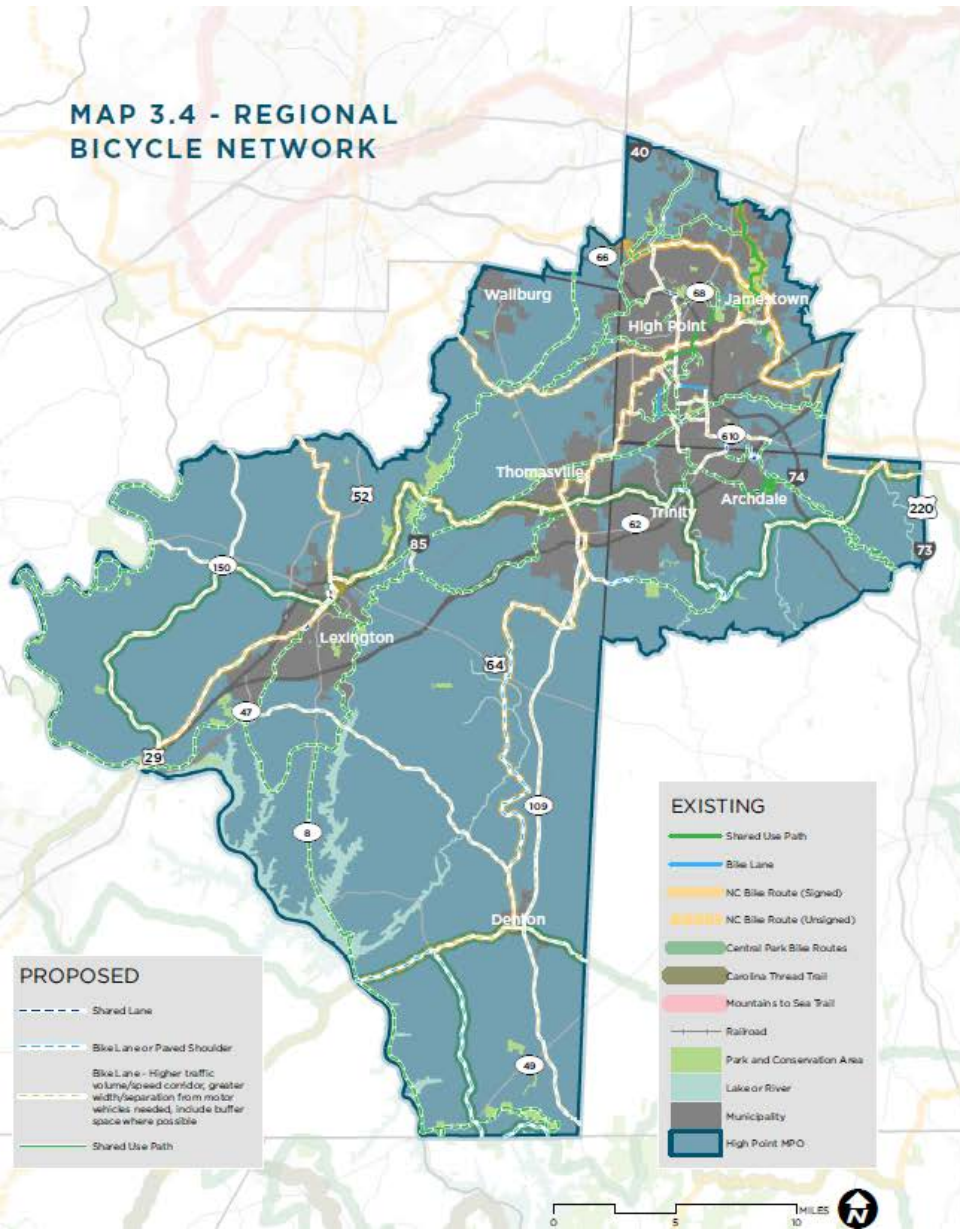 MAP 3.4 - REGIONAL
BICYCLE NETWORK
40
66
Wallburg
68
Jamestown
High Point
610
Thomasville
74
52
Archdale
Trinity
220
62
85
73
150
Lexington
64
47
29
109
8
Denton
49
EXISTING
Shared Use Path
Bike Lane
NC Bike Route (Signed)
NC Bike Route (Unsigned)
Central Park Bike Routes
Carolina Thread Trail
Mountains to Sea Trail
Railroad
Park and Conservation Area
Lake or River
Municipality
High Point MPO
PROPOSED
Shared Lane
Bike Lane or Paved Shoulder
Bike Lane - Higher traffic
volume/speed corridor, greater
width/separation from motor
vehicles needed, include buffer
space where possible
Shared Use Path
MILES
0 5 10
N